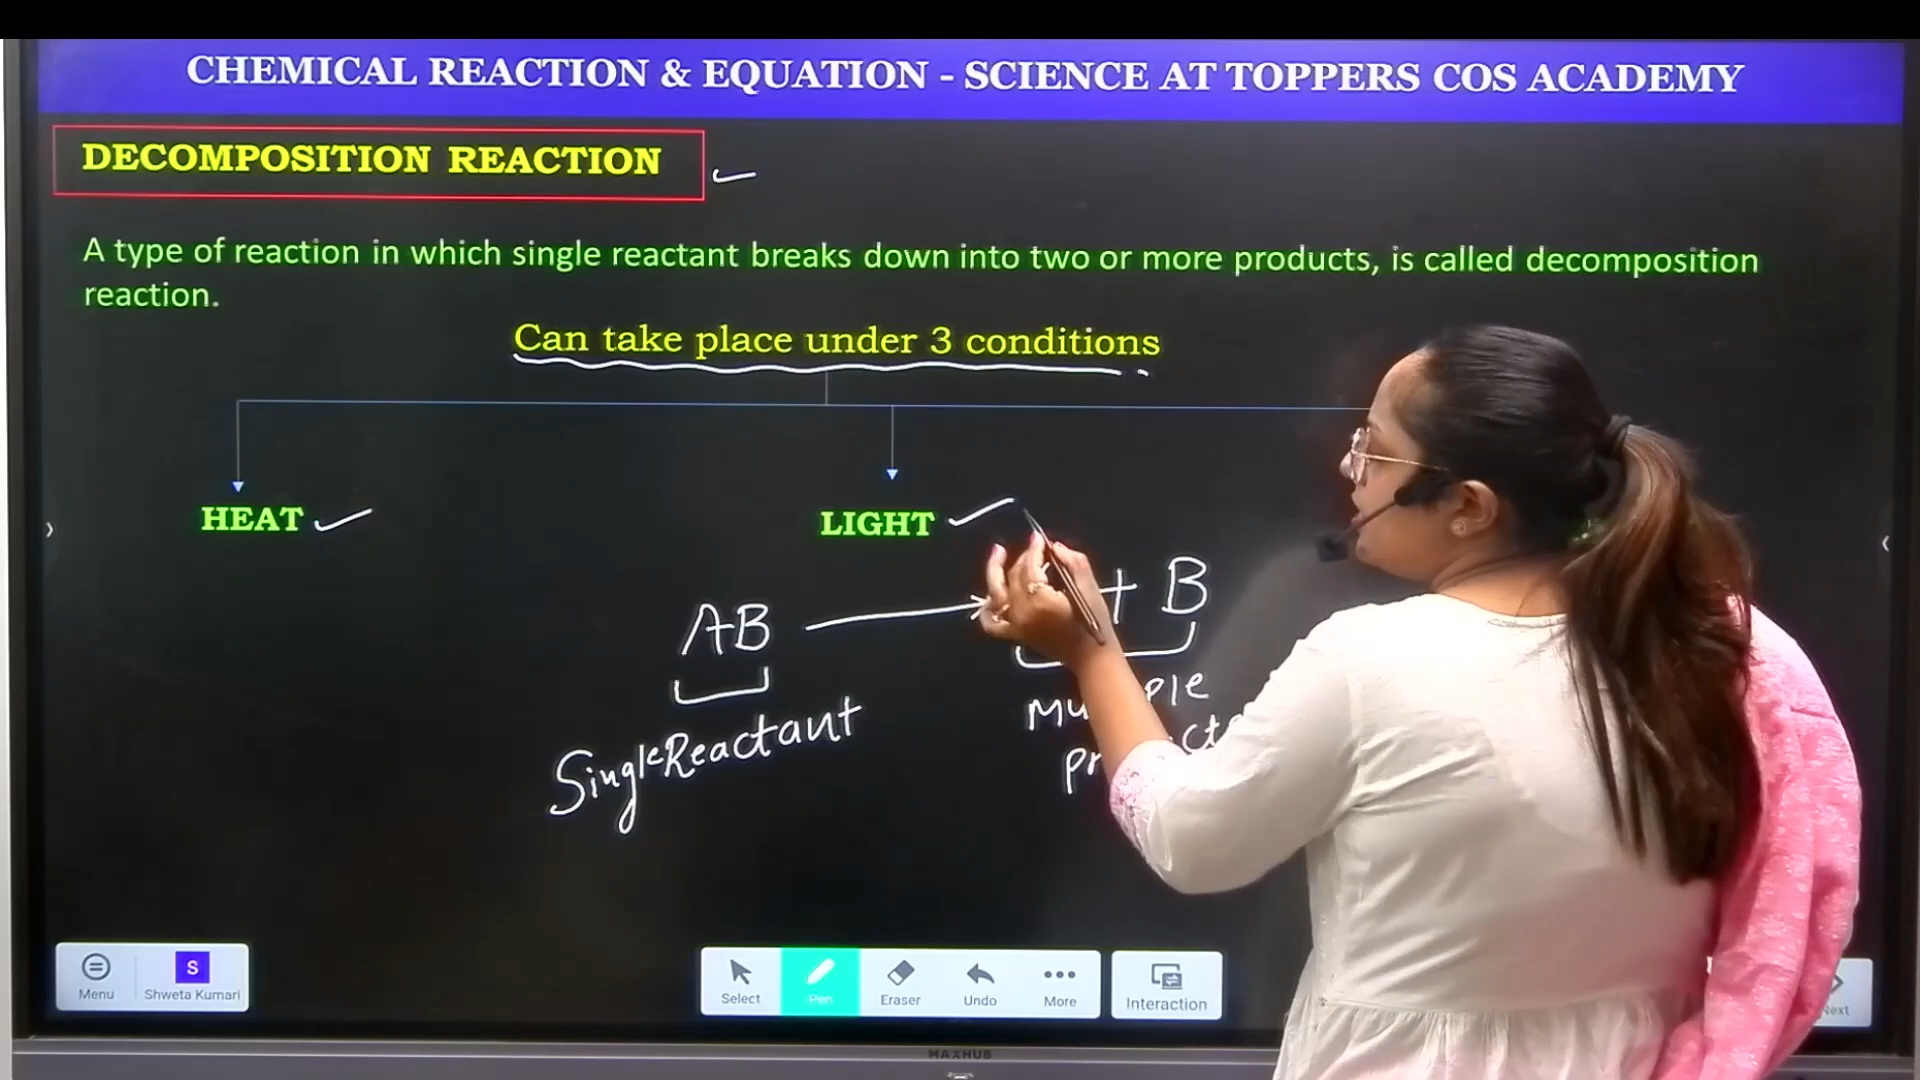 CHEMICAL REACTION & EQUATION - SCIENCE AT TOPPERS COS ACADEMY
DECOMPOSITION REACTION
A type of reaction in which single reactant breaks down into two or more products, is called decomposition
reaction.
Can take place under 3 conditions
HEAT
LIGHT
AB
+ B
Single Reactant
Menu
S
Shweta Kumari
Select
Pen
Eraser
Undo
More
Interaction
Next
MAXHUB